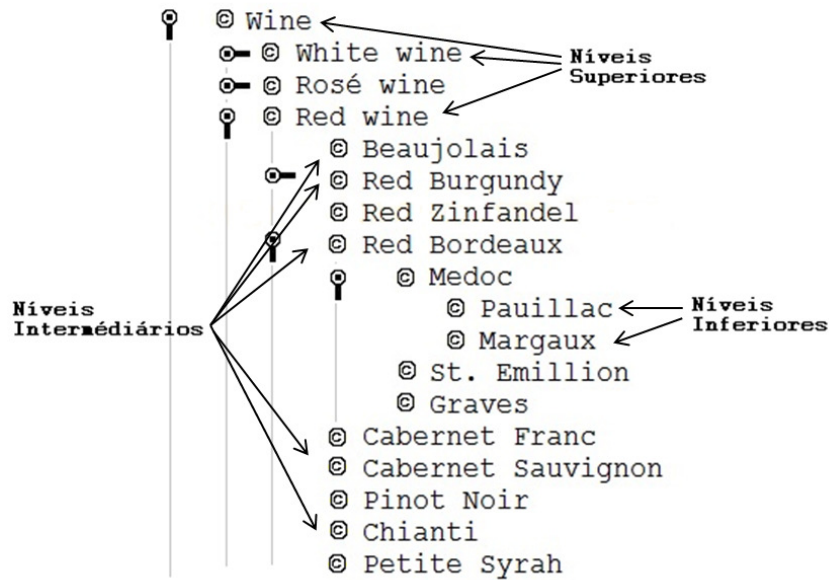 © Wine
© White wine
Níveis
Superiores
© Rosé wine
© Red wine
© Beaujolais
© Red Burgundy
© Red Zinfandel
© Red Bordeaux
© Medoc
Níveis
Intermédiários
© Pauillac
Níveis
Inferiores
© Margaux
© St. Emillion
© Graves
© Cabernet Franc
© Cabernet Sauvignon
© Pinot Noir
© Chianti
© Petite Syrah